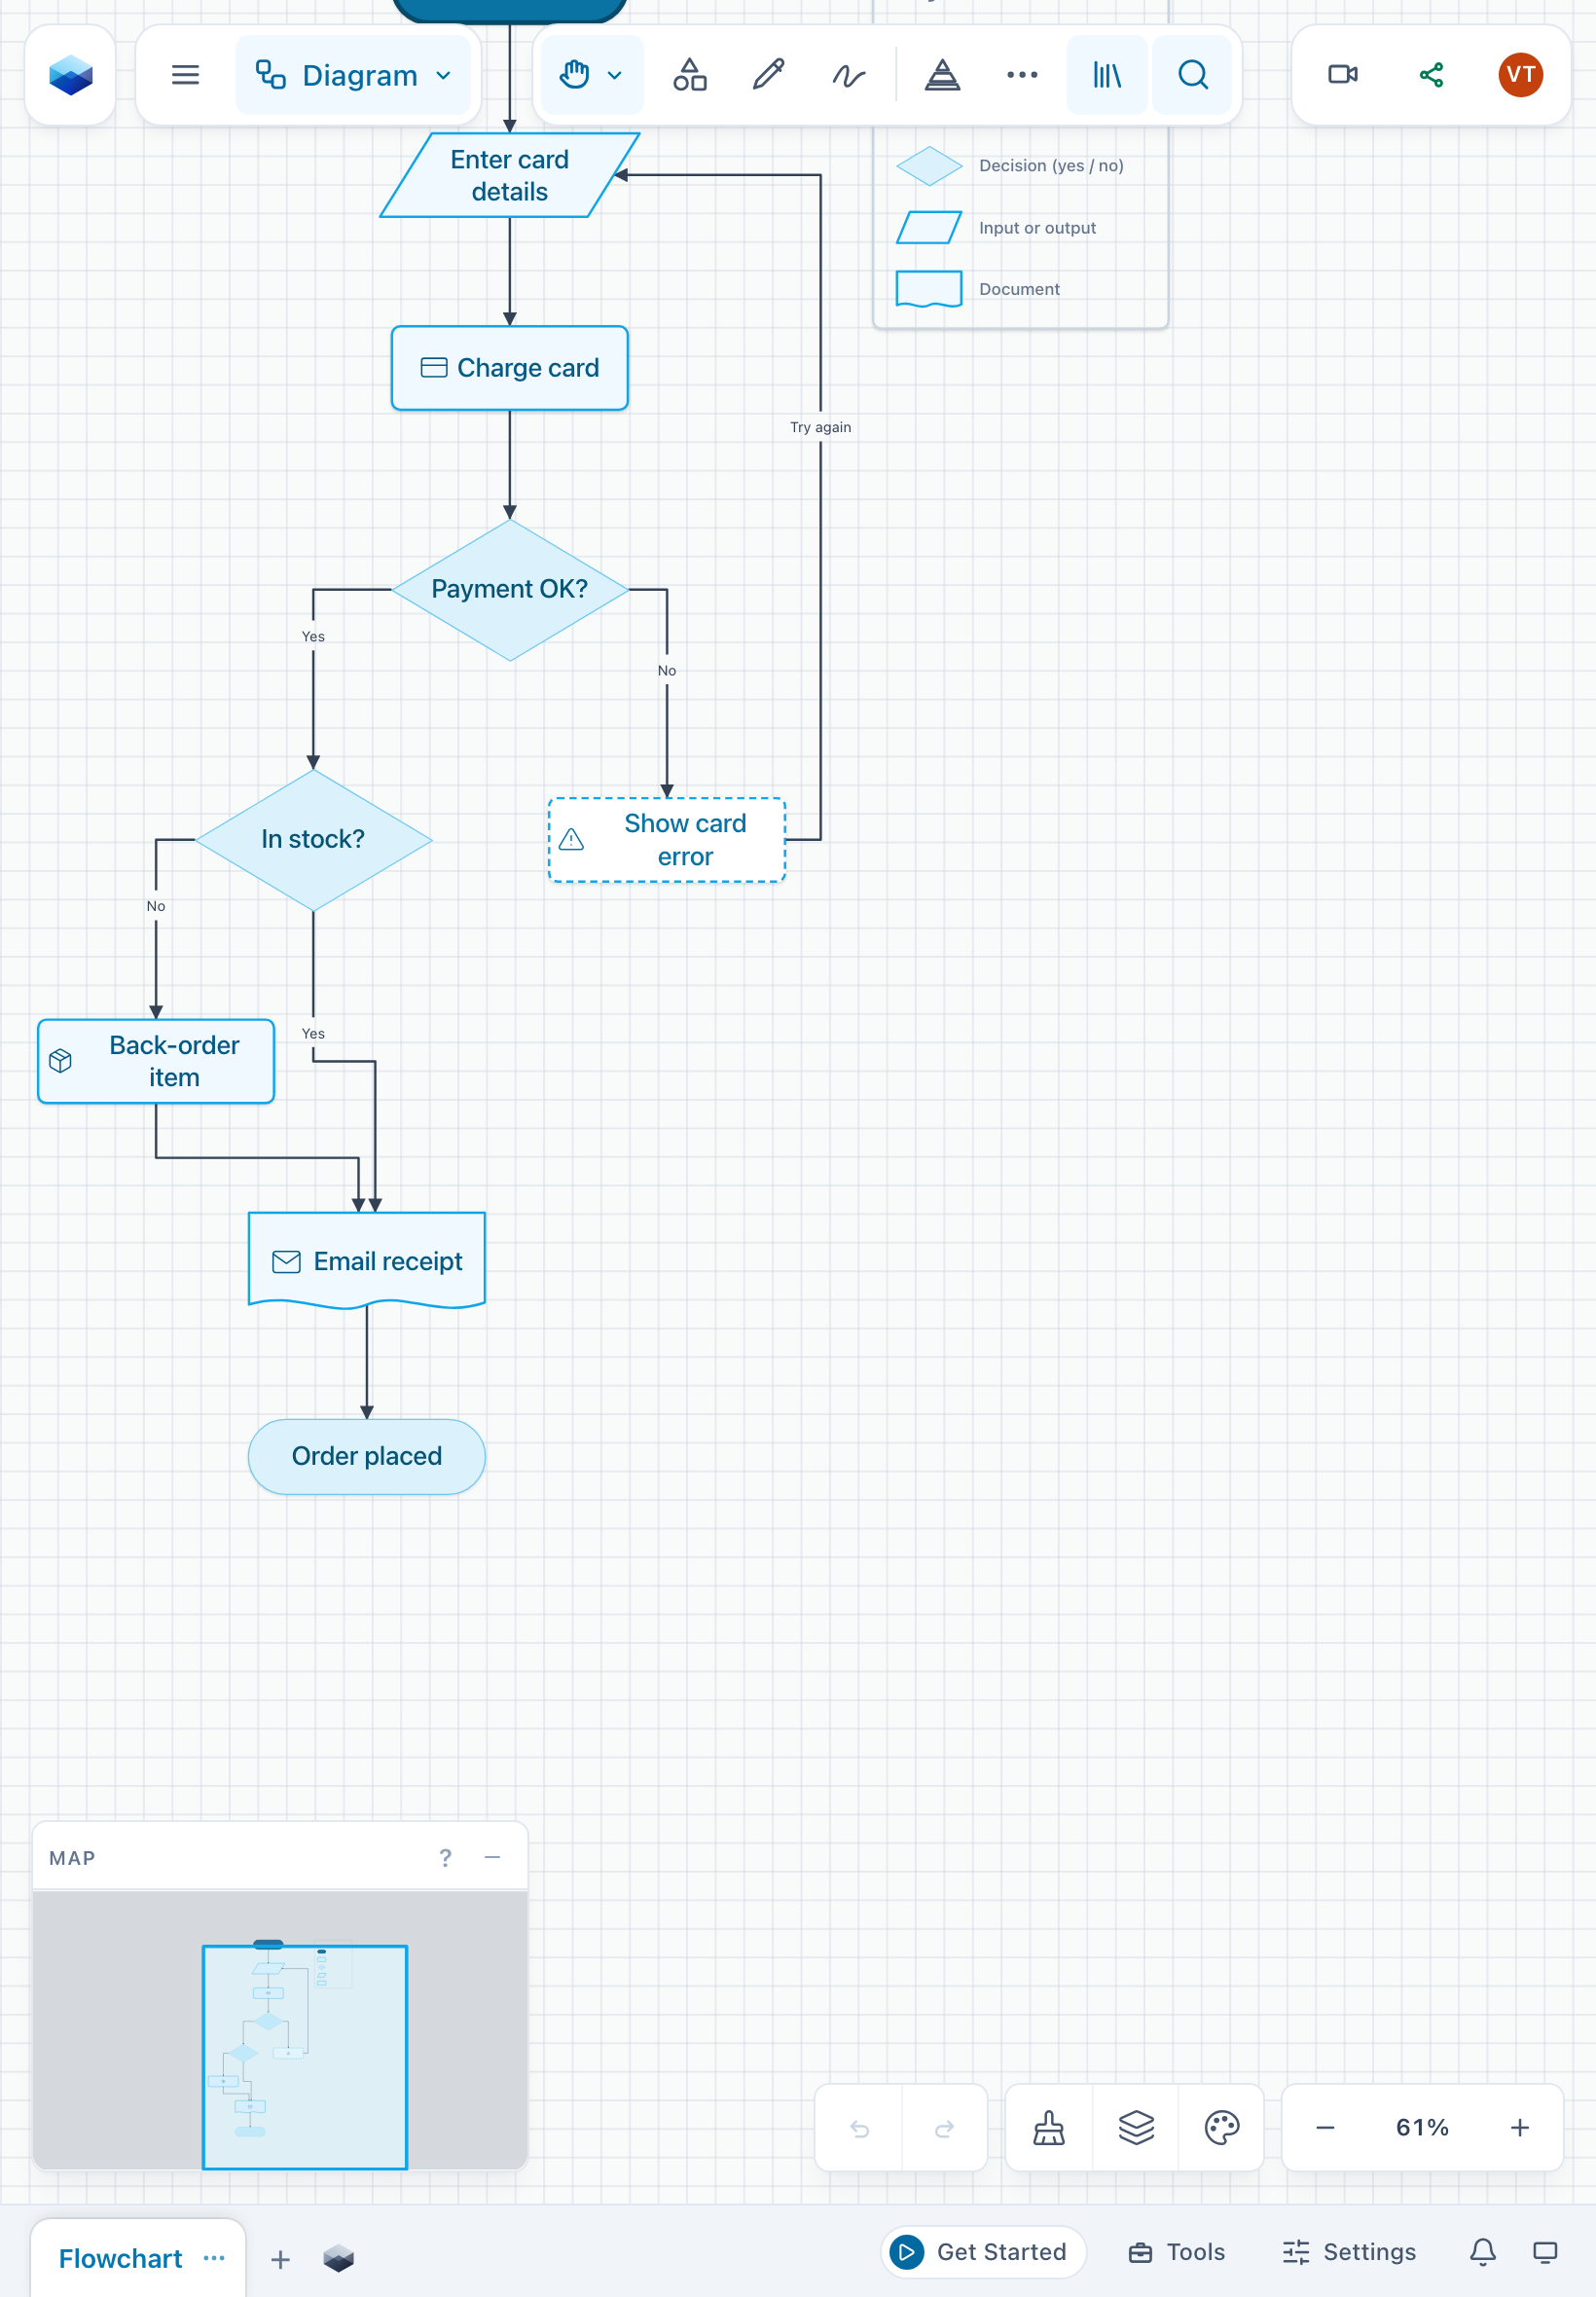 Diagram
VT
Enter card
details
Decision (yes / no)
Input or output
Document
Charge card
Try again
Payment OK?
Yes
No
In stock?
Show card
error
No
Yes
Back-order
item
Email receipt
Order placed
MAP
?
61%
Flowchart
Get Started
Tools
Settings